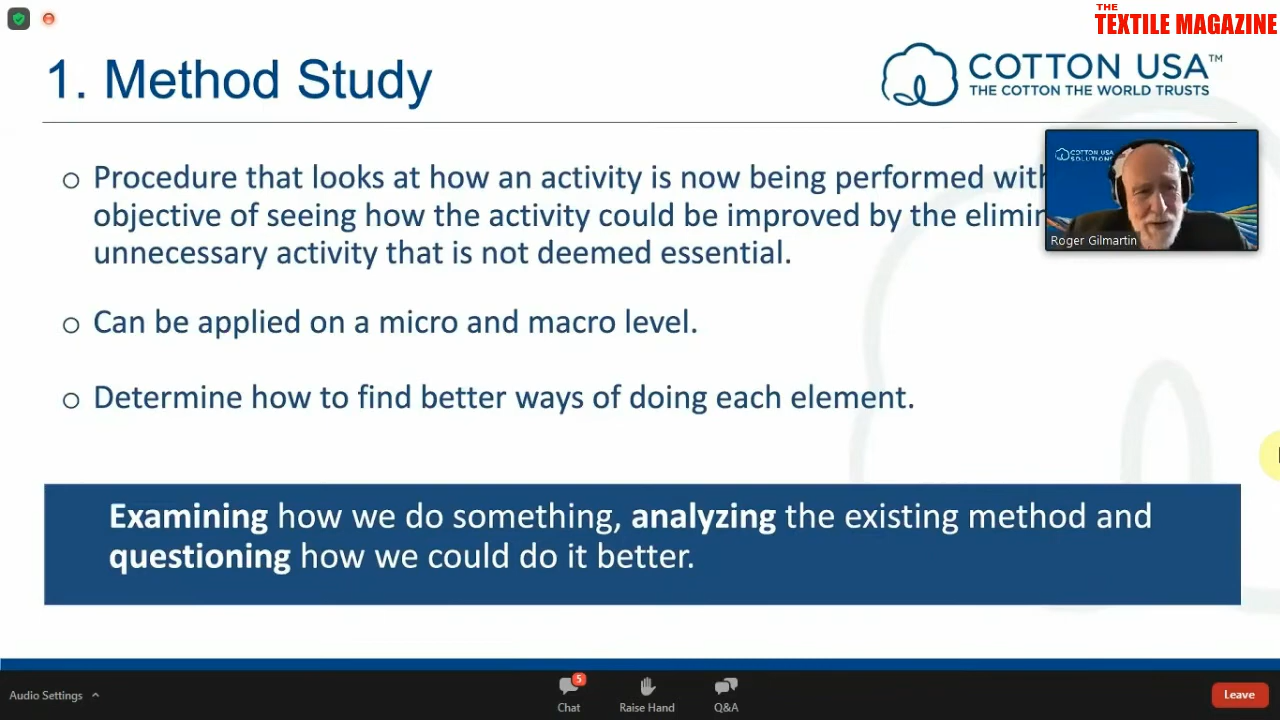 THE
TEXTILE MAGAZINE
1. Method Study
COTTON USA™
THE COTTON THE WORLD TRUSTS
○ Procedure that looks at how an activity is now being performed with
objective of seeing how the activity could be improved by the elimin
unnecessary activity that is not deemed essential.
COTTON USA
SOLUTIONS
Roger Gilmartin
○ Can be applied on a micro and macro level.
○ Determine how to find better ways of doing each element.
Examining how we do something, analyzing the existing method and
questioning how we could do it better.
Audio Settings
5
Chat
Raise Hand
Q&A
Leave